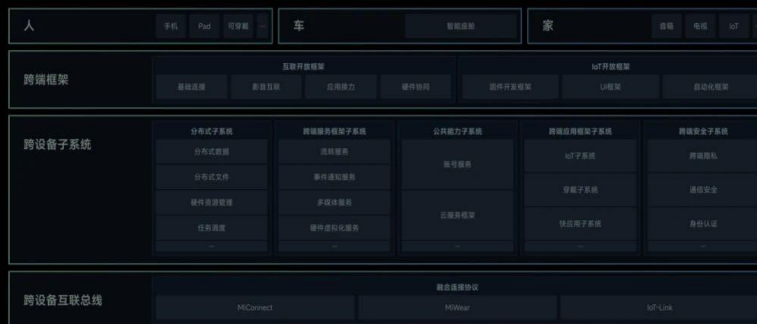 人 手机 Pad 可穿戴 ... 车 智能座舱 家 音箱 电视 IoT
互联开放框架 IoT开放框架
跨端框架 基础连接 影音互联 应用接力 硬件协同 固件开发框架 UI框架 自动化框架
分布式子系统 跨端服务框架子系统 公共能力子系统 跨端应用框架子系统 跨端安全子系统
跨设备子系统
分布式数据 流转服务 账号服务 IoT子系统 跨端隐私
分布式文件 事件通知服务
硬件资源管理 多媒体服务 云服务框架 穿戴子系统 通信安全
任务调度 硬件虚拟化服务 快应用子系统 身份认证
... ... ... ... ...
融合连接协议
跨设备互联总线 MiConnect MiWear IoT-Link